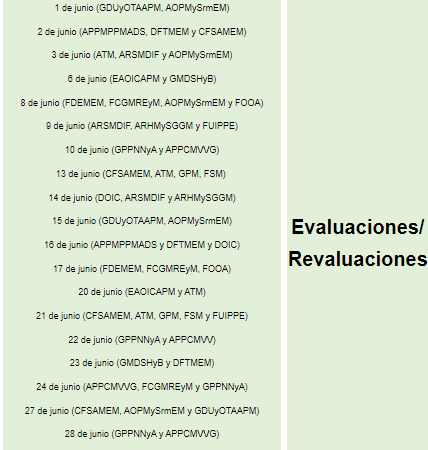 1 de junio (GDUyOTAAPM, AOPMySrmEM)
2 de junio (APPMPPMADS, DFTMEM y CFSAMEM)
3 de junio (ATM, ARSMDIF y AOPMySrmEM)
6 de junio (EAOICAPM y GMDSHyB)
8 de junio (FDEMEM, FCGMREyM, AOPMySrmEM y FOOA)
9 de junio (ARSMDIF, ARHMySGGM y FUIPPE)
10 de junio (GPPNNyA y APPCMVVG)
13 de junio (CFSAMEM, ATM, GPM, FSM)
14 de junio (DOIC, ARSMDIF y ARHMySGGM)
15 de junio (GDUyOTAAPM, AOPMySrmEM)
16 de junio (APPMPPMADS y DFTMEM y DOIC)
17 de junio (FDEMEM, FCGMREyM, FOOA)
20 de junio (EAOICAPM y ATM)
21 de junio (CFSAMEM, ATM, GPM, FSM y FUIPPE)
22 de junio (GPPNNyA y APPCMVV)
23 de junio (GMDSHyB y DFTMEM)
24 de junio (APPCMVVG, FCGMREyM y GPPNNyA)
27 de junio (CFSAMEM, AOPMySrmEM y GDUyOTAAPM)
28 de junio (GPPNNyA y APPCMVVG)
Evaluaciones/
Revaluaciones